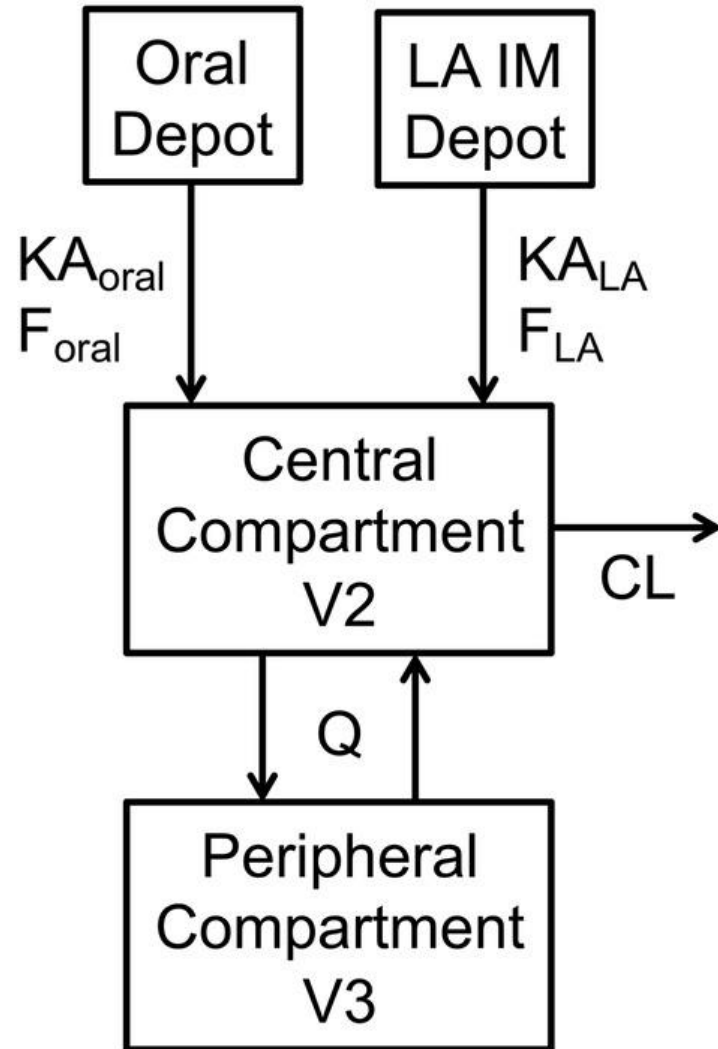 Oral
Depot
LA IM
Depot
KAoral
Foral
KALA
FLA
Central
Compartment
V2
CL
Q
Peripheral
Compartment
V3